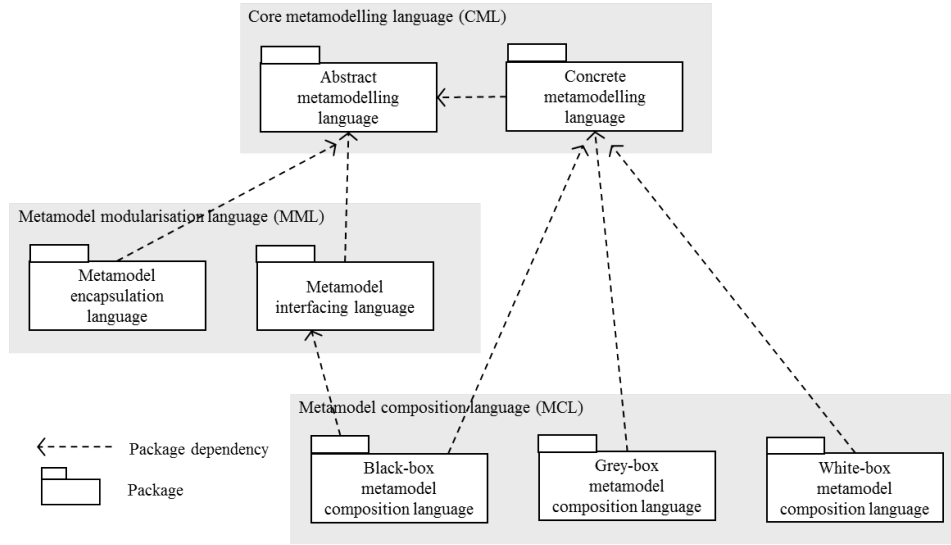 Core metamodelling language (CML)
Abstract
metamodelling
language
Concrete
metamodelling
language
Metamodel modularisation language (MML)
Metamodel
encapsulation
language
Metamodel
interfacing language
Metamodel composition language (MCL)
Black-box
metamodel
composition language
Grey-box
metamodel
composition language
White-box
metamodel
composition language
Package dependency
Package